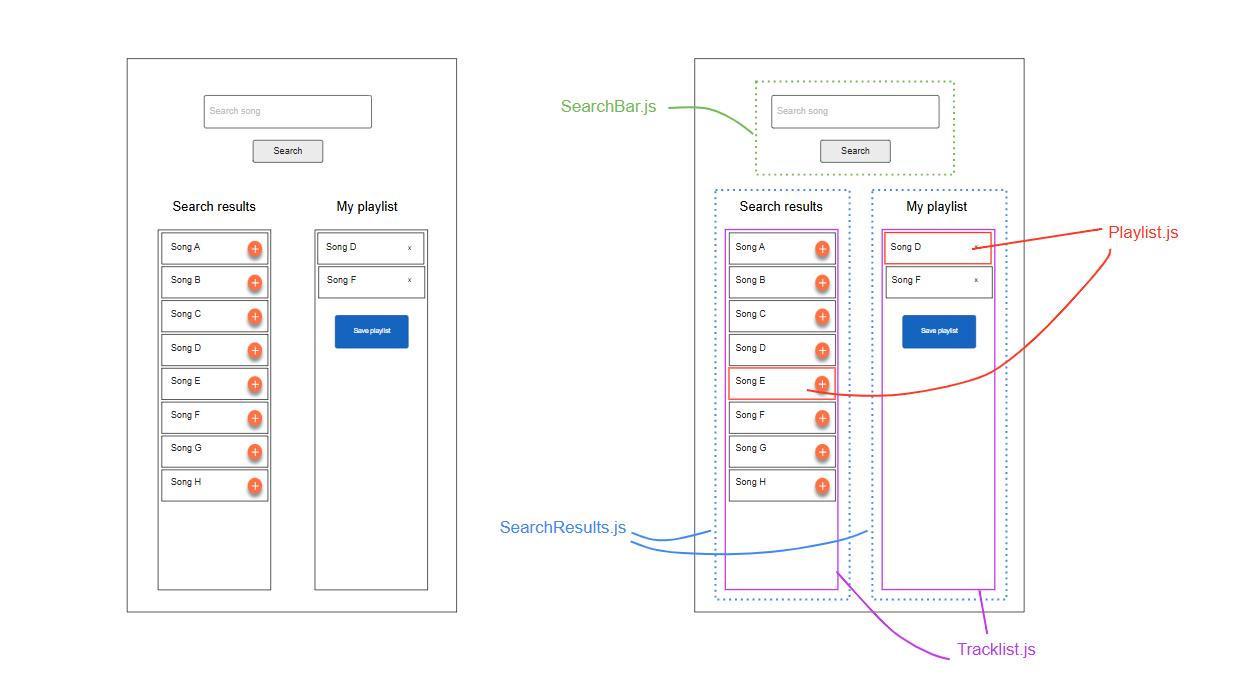 Search song
Search
Search results
My playlist
Song A
Song B
Song C
Song D
Song E
Song F
Song G
Song H
Song D x
Song F x
Save playlist
SearchBar.js
Search song
Search
Search results
My playlist
Song A
Song B
Song C
Song D
Song E
Song F
Song G
Song H
Song D x
Song F x
Save playlist
Playlist.js
SearchResults.js
Tracklist.js